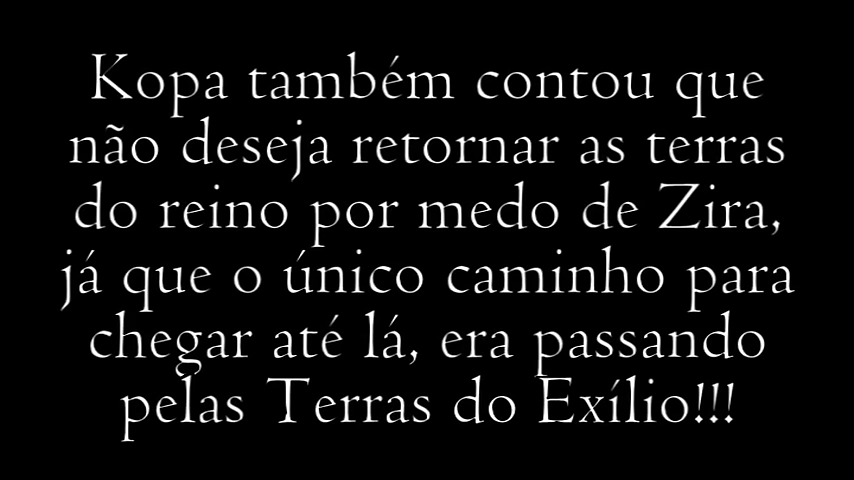 Kopa também contou que
não deseja retornar as terras
do reino por medo de Zira,
já que o único caminho para
chegar até lá, era passando
pelas Terras do Exílio!!!